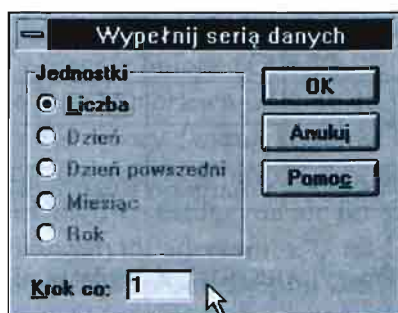 Wypełnij serią danych
Jednostki
Liczba
Dzień
Dzień powszedni
Miesiąc
Rok
OK
Anuluj
Pomoc
Krok co: 1